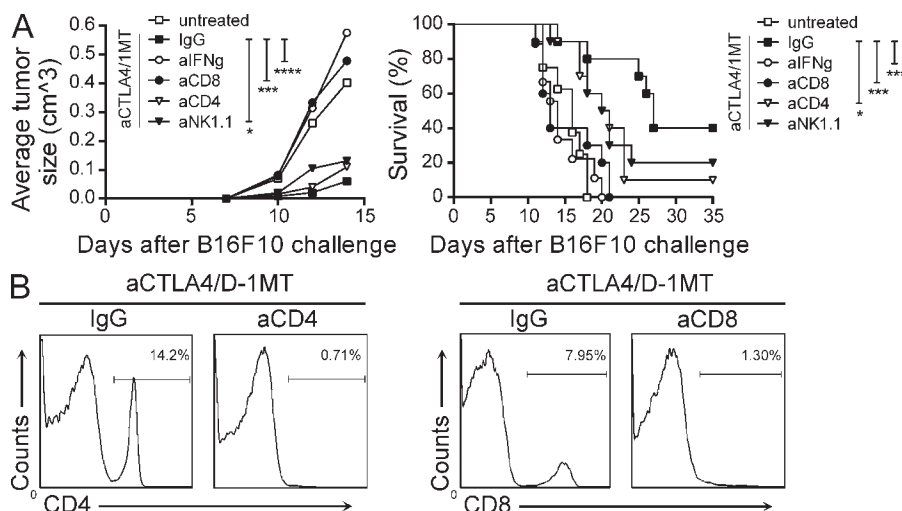 A
Average tumor
size (cm^3)
0.6
0.5
0.4
0.3
0.2
0.1
0.0
0 5 10 15
Days after B16F10 challenge
aCTLA4/1MT
untreated
IgG
aIFNg
aCD8
aCD4
aNK1.1
*
***
****
Survival (%)
100
80
60
40
20
0
0 5 10 15 20 25 30 35
Days after B16F10 challenge
aCTLA4/1MT
untreated
IgG
aIFNg
aCD8
aCD4
aNK1.1
*
***
B
aCTLA4/D-1MT
IgG aCD4
14.2% 0.71%
Counts
0
CD4
aCTLA4/D-1MT
IgG aCD8
7.95% 1.30%
Counts
0
CD8